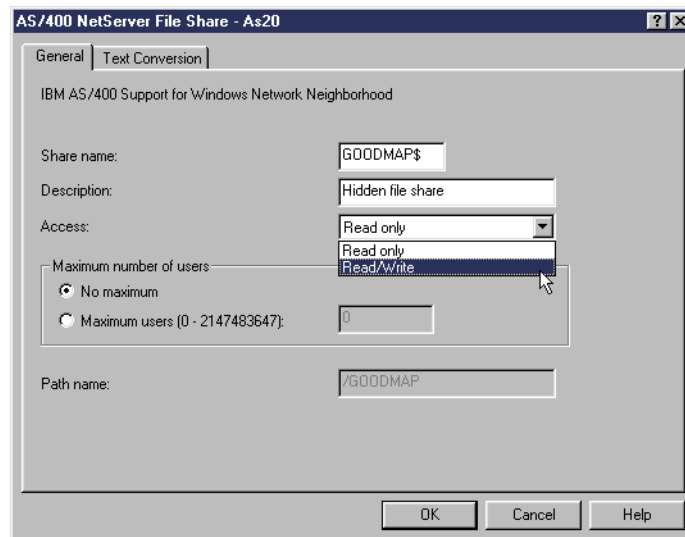 AS/400 NetServer File Share - As20
General Text Conversion
IBM AS/400 Support for Windows Network Neighborhood
Share name: GOODMAP$
Description: Hidden file share
Access: Read only
Read only
Read/Write
Maximum number of users
No maximum
Maximum users (0 - 2147483647): 0
Path name: /GOODMAP
OK Cancel Help